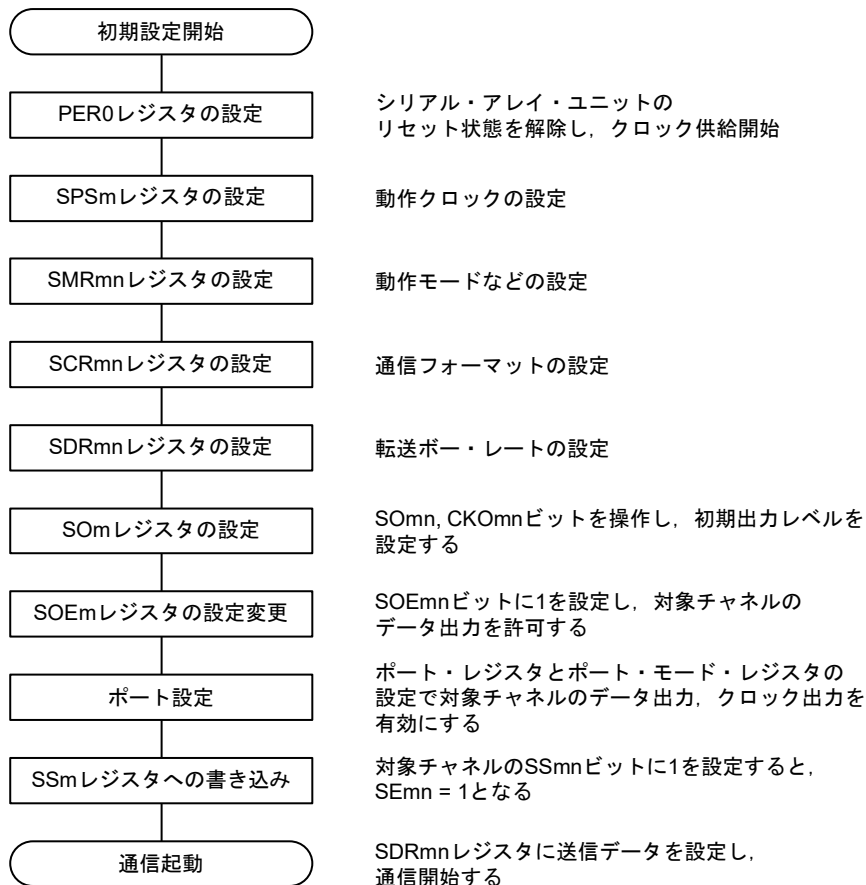 初期設定開始
PER0レジスタの設定
シリアル・アレイ・ユニットの
リセット状態を解除し，クロック供給開始
SPSmレジスタの設定
動作クロックの設定
SMRmnレジスタの設定
動作モードなどの設定
SCRmnレジスタの設定
通信フォーマットの設定
SDRmnレジスタの設定
転送ボー・レートの設定
SOmレジスタの設定
SOmn, CKOmnビットを操作し，初期出力レベルを
設定する
SOEmレジスタの設定変更
SOEmnビットに1を設定し，対象チャネルの
データ出力を許可する
ポート設定
ポート・レジスタとポート・モード・レジスタの
設定で対象チャネルのデータ出力，クロック出力を
有効にする
SSmレジスタへの書き込み
対象チャネルのSSmnビットに1を設定すると，
SEmn = 1となる
通信起動
SDRmnレジスタに送信データを設定し，
通信開始する